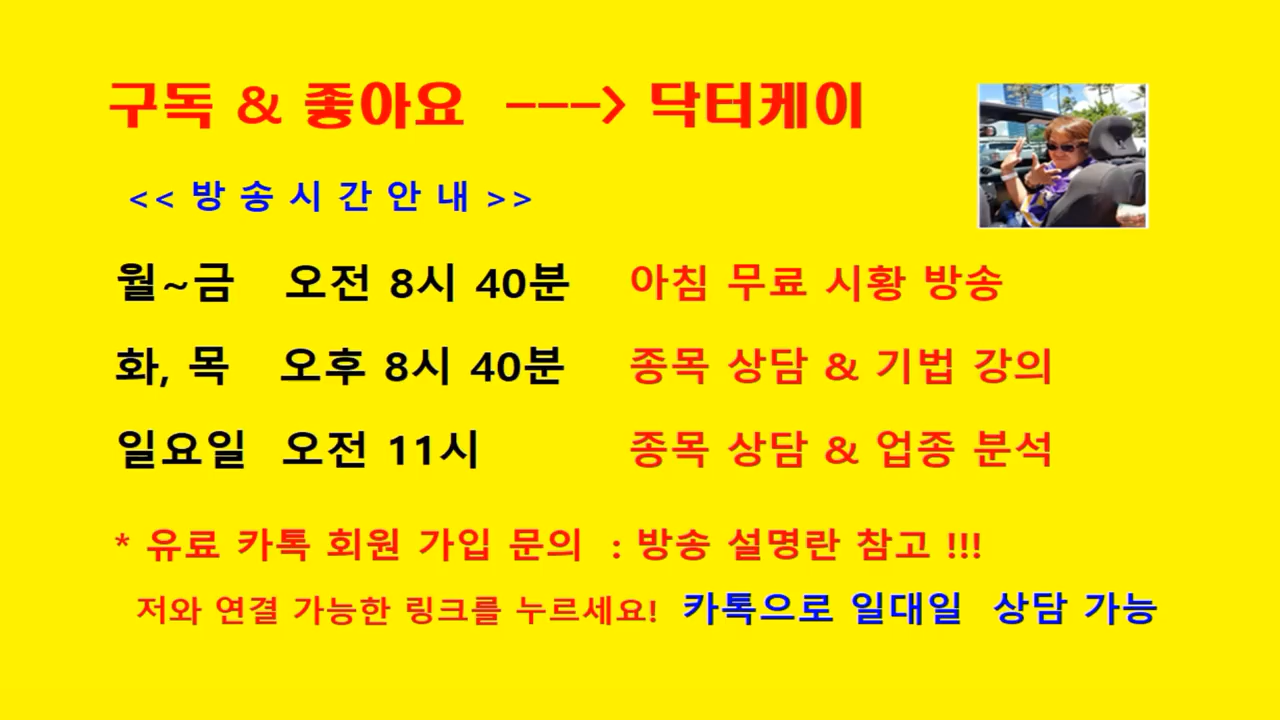 구독 & 좋아요 ---> 닥터케이
<< 방 송 시 간 안 내 >>
월~금 오전 8시 40분 아침 무료 시황 방송
화, 목 오후 8시 40분 종목 상담 & 기법 강의
일요일 오전 11시 종목 상담 & 업종 분석
* 유료 카톡 회원 가입 문의 : 방송 설명란 참고 !!!
저와 연결 가능한 링크를 누르세요! 카톡으로 일대일 상담 가능